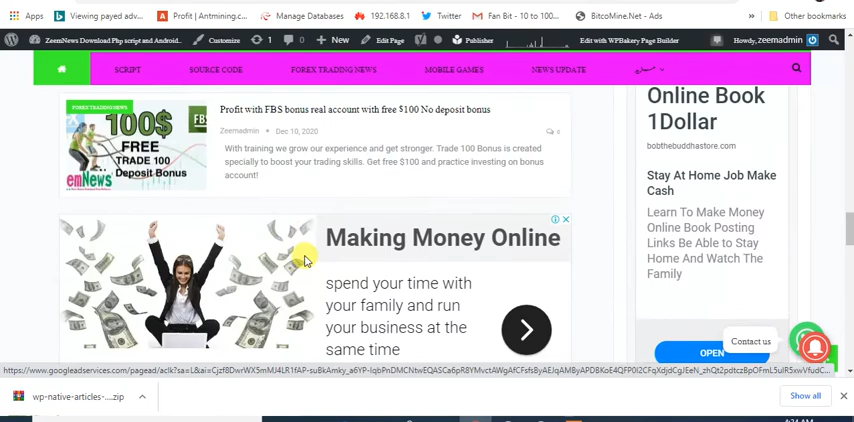 Apps
Viewing payed adv...
Profit | Antmining.c...
Manage Databases
192.168.8.1
Twitter
Fan Bit - 10 to 100...
BitcoMine.Net - Ads
»
Other bookmarks
ZeemNews Download Php script and Android..
Customize
1
0
New
Edit Page
Publisher
Edit with WPBakery Page Builder
Howdy, zeemadmin
SCRIPT
SOURCE CODE
FOREX TRADING NEWS
MOBILE GAMES
NEWS UPDATE
مزید
FOREX TRADING NEWS
100$
FREE
TRADE 100
Deposit Bonus
emNews
Profit with FBS bonus real account with free $100 No deposit bonus
Zeemadmin • Dec 10, 2020
0
With training we grow our experience and get stronger. Trade 100 Bonus is created
specially to boost your trading skills. Get free $100 and practice investing on bonus
account!
Making Money Online
spend your time with
your family and run
your business at the
same time
Online Book
1Dollar
bobthebuddhastore.com
Stay At Home Job Make
Cash
Learn To Make Money
Online Book Posting
Links Be Able to Stay
Home And Watch The
Family
OPEN
Contact us
wp-native-articles-....zip
Show all